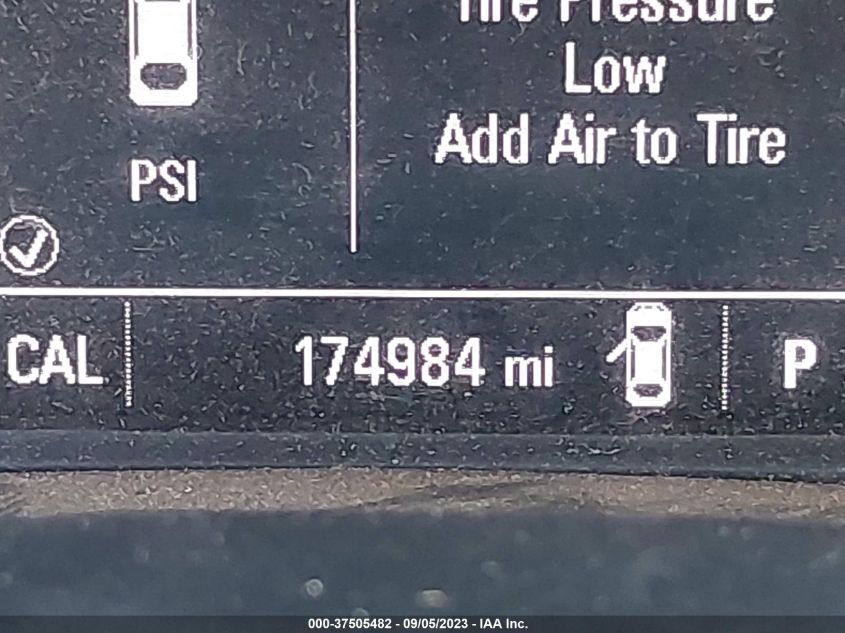 Tire Pressure
Low
Add Air to Tire
PSI
CAL 174984 mi P
000-37505482 - 09/05/2023 - IAA Inc.